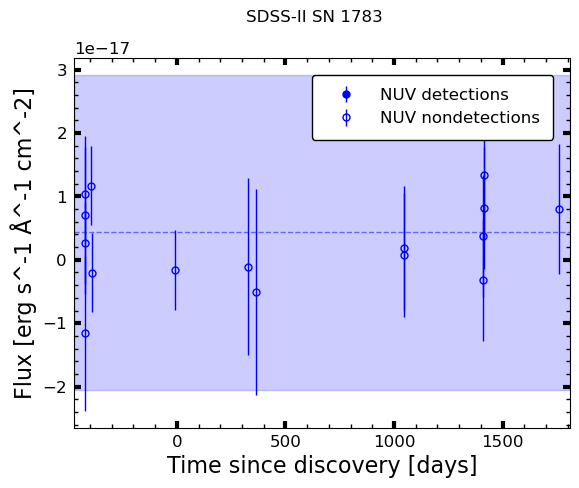 SDSS-II SN 1783
1e−17
NUV detections
NUV nondetections
3
2
1
0
−1
−2
Flux [erg s^-1 Å^-1 cm^-2]
0
500
1000
1500
Time since discovery [days]